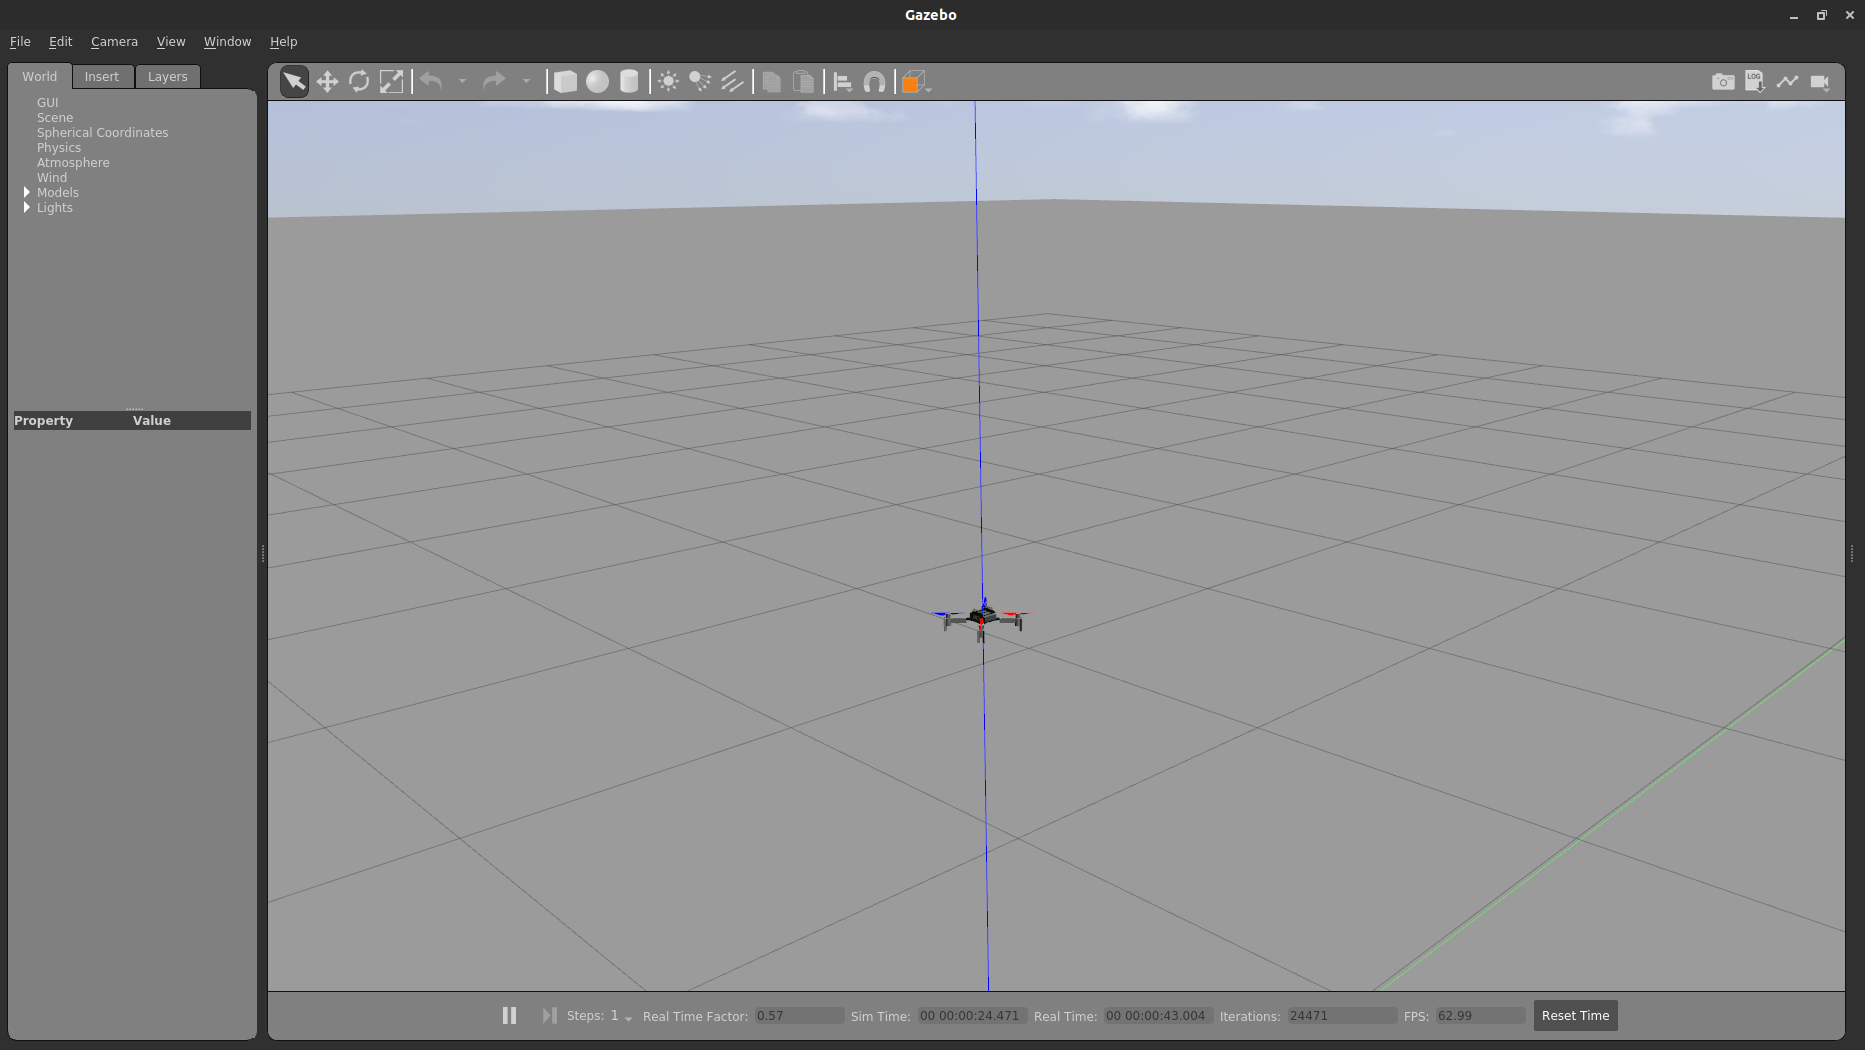 Gazebo
File Edit Camera View Window Help
World Insert Layers
LOG
GUI
Scene
Spherical Coordinates
Physics
Atmosphere
Wind
Models
Lights
Property Value
Steps: 1 Real Time Factor: 0.57 Sim Time: 00 00:00:24.471 Real Time: 00 00:00:43.004 Iterations: 24471 FPS: 62.99 Reset Time